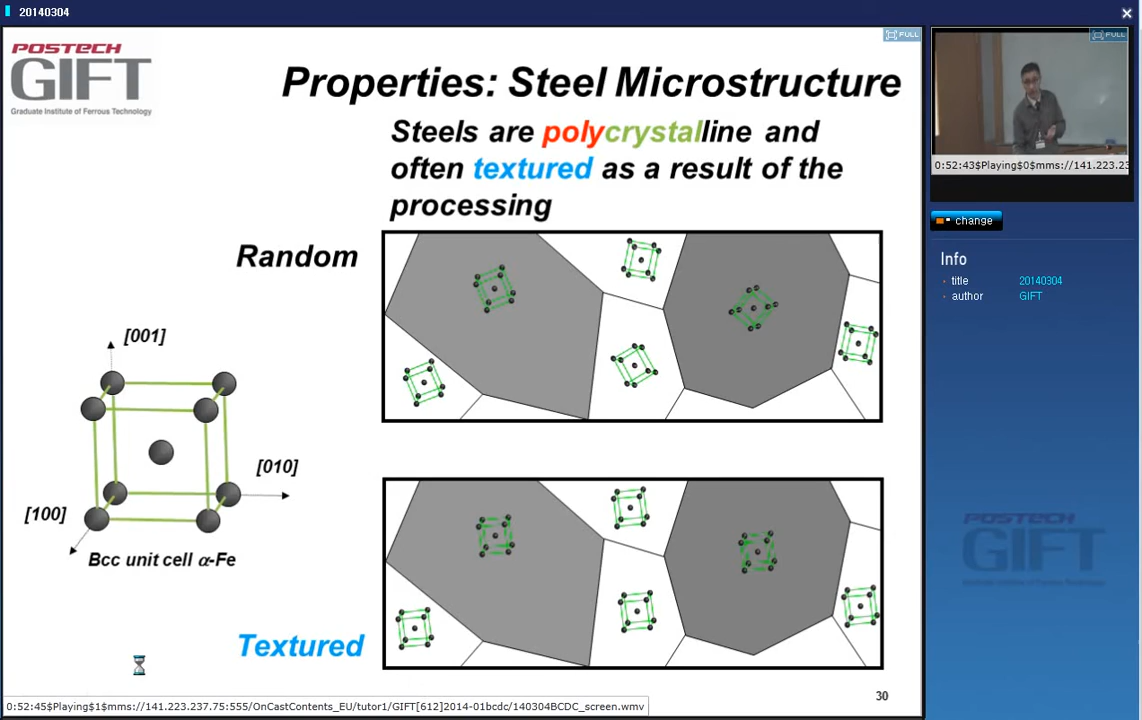 20140304
POSTECH
GIFT
Graduate Institute of Ferrous Technology
FULL
Properties: Steel Microstructure
Steels are polycrystalline and
often textured as a result of the
processing
Random
[001]
[010]
[100]
Bcc unit cell α-Fe
Textured
30
0:52:45$Playing$1$mms://141.223.237.75:555/OnCastContents_EU/tutor1/GIFT[612]2014-01bcdc/140304BCDC_screen.wmv
FULL
0:52:43$Playing$0$mms://141.223.23
change
Info
title 20140304
author GIFT
POSTECH
GIFT